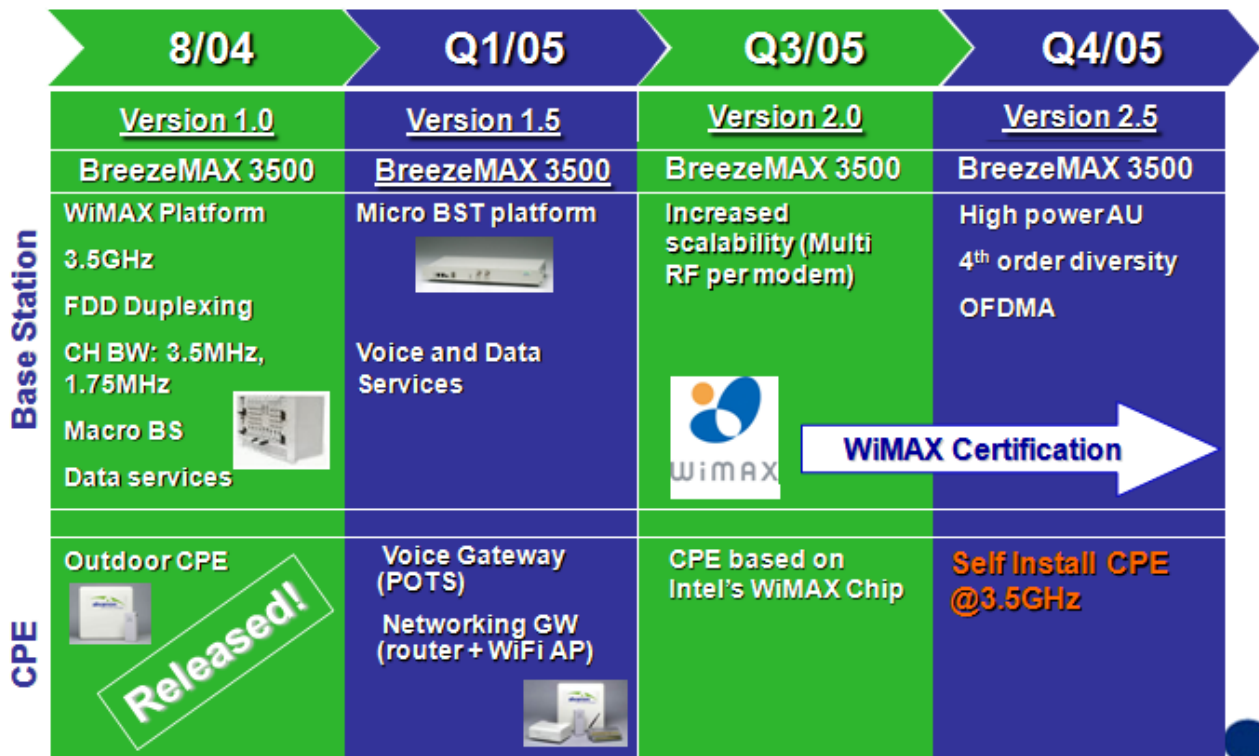 8/04
Q1/05
Q3/05
Q4/05
Version 1.0
Version 1.5
Version 2.0
Version 2.5
BreezeMAX 3500
BreezeMAX 3500
BreezeMAX 3500
BreezeMAX 3500
Base Station
WiMAX Platform
3.5GHz
FDD Duplexing
CH BW: 3.5MHz,
1.75MHz
Macro BS
Data services
Micro BST platform
Voice and Data
Services
Increased
scalability (Multi
RF per modem)
WiMAX
High power AU
4th order diversity
OFDMA
WiMAX Certification
CPE
Outdoor CPE
Released!
Voice Gateway
(POTS)
Networking GW
(router + WiFi AP)
CPE based on
Intel's WiMAX Chip
Self Install CPE
@3.5GHz